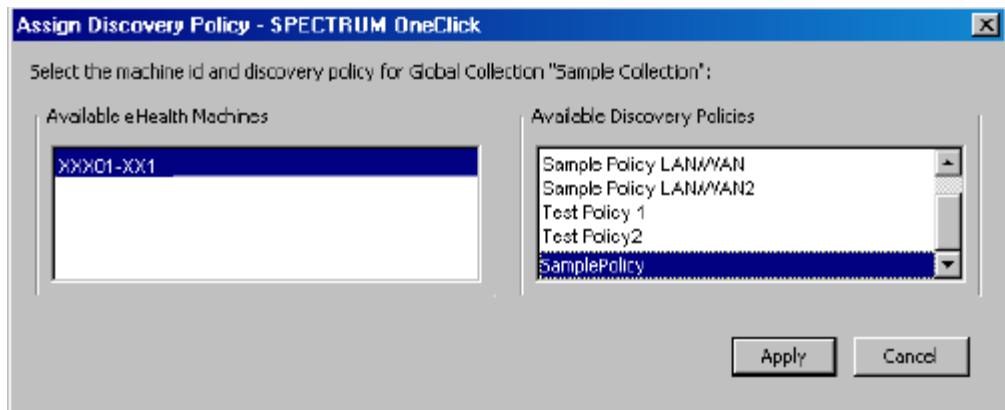 Assign Discovery Policy - SPECTRUM OneClick
Select the machine id and discovery policy for Global Collection "Sample Collection":
Available eHealth Machines
XXX01-XX1
Available Discovery Policies
Sample Policy LAN/WAN
Sample Policy LAN/WAN2
Test Policy 1
Test Policy2
SamplePolicy
Apply
Cancel